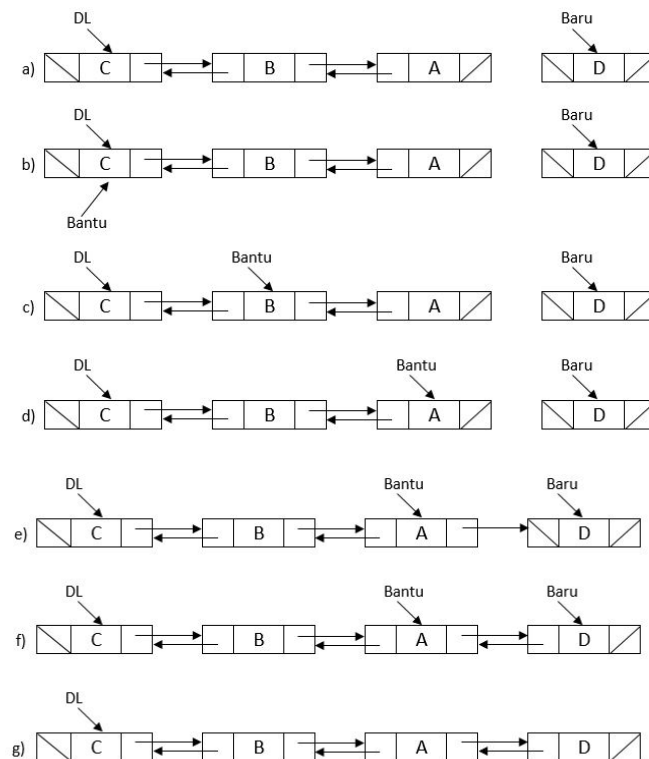 DL Baru
a) C B A D
DL Baru
b) C B A D
Bantu
DL Bantu Baru
c) C B A D
DL Bantu Baru
d) C B A D
DL Bantu Baru
e) C B A D
DL Bantu Baru
f) C B A D
DL
g) C B A D